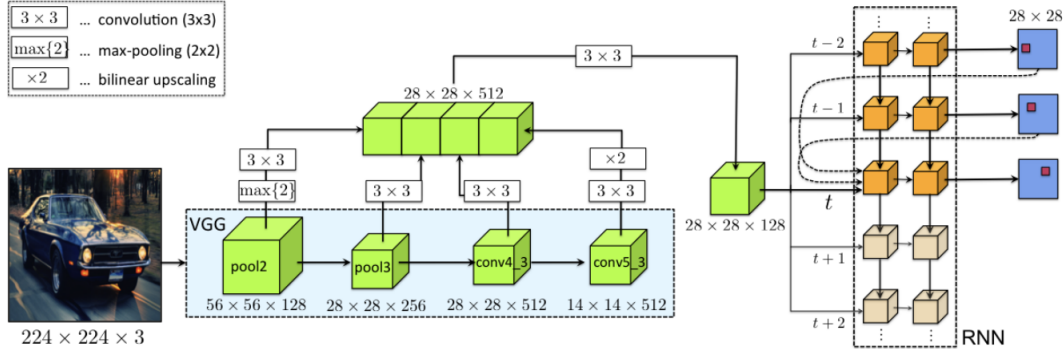 3 × 3 ... convolution (3x3)
max{2} ... max-pooling (2x2)
×2 ... bilinear upscaling
28 × 28 × 512
3 × 3
3 × 3
max{2}
3 × 3
3 × 3
×2
3 × 3
VGG
pool2
pool3
conv4_3
conv5_3
56 × 56 × 128
28 × 28 × 256
28 × 28 × 512
14 × 14 × 512
224 × 224 × 3
28 × 28 × 128
t − 2
t − 1
t
t + 1
t + 2
28 × 28
RNN